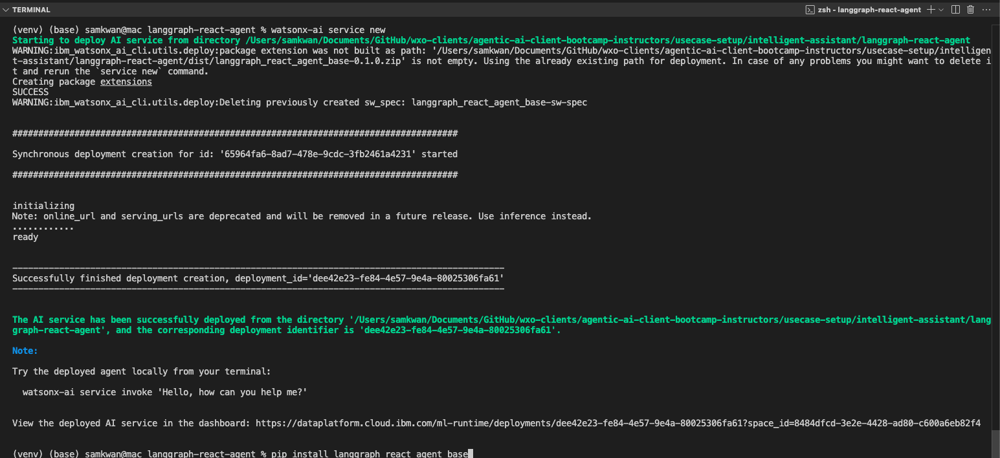 TERMINAL
zsh - langgraph-react-agent
(venv) (base) samkwan@mac langgraph-react-agent % watsonx-ai service new
Starting to deploy AI service from directory /Users/samkwan/Documents/GitHub/wxo-clients/agentic-ai-client-bootcamp-instructors/usecase-setup/intelligent-assistant/langgraph-react-agent
WARNING:ibm_watsonx_ai_cli.utils.deploy:package extension was not built as path: '/Users/samkwan/Documents/GitHub/wxo-clients/agentic-ai-client-bootcamp-instructors/usecase-setup/intelligen
t-assistant/langgraph-react-agent/dist/langgraph_react_agent_base-0.1.0.zip' is not empty. Using the already existing path for deployment. In case of any problems you might want to delete i
t and rerun the `service new` command.
Creating package extensions
SUCCESS
WARNING:ibm_watsonx_ai_cli.utils.deploy:Deleting previously created sw_spec: langgraph_react_agent_base-sw-spec
######################################################################################
Synchronous deployment creation for id: '65964fa6-8ad7-478e-9cdc-3fb2461a4231' started
######################################################################################
initializing
Note: online_url and serving_urls are deprecated and will be removed in a future release. Use inference instead.
............
ready
-----------------------------------------------------------------------------------------------
Successfully finished deployment creation, deployment_id='dee42e23-fe84-4e57-9e4a-80025306fa61'
-----------------------------------------------------------------------------------------------
The AI service has been successfully deployed from the directory '/Users/samkwan/Documents/GitHub/wxo-clients/agentic-ai-client-bootcamp-instructors/usecase-setup/intelligent-assistant/lang
graph-react-agent', and the corresponding deployment identifier is 'dee42e23-fe84-4e57-9e4a-80025306fa61'.
Note:
Try the deployed agent locally from your terminal:
watsonx-ai service invoke 'Hello, how can you help me?'
View the deployed AI service in the dashboard: https://dataplatform.cloud.ibm.com/ml-runtime/deployments/dee42e23-fe84-4e57-9e4a-80025306fa61?space_id=8484dfcd-3e2e-4428-ad80-c600a6eb82f4
(venv) (base) samkwan@mac langgraph-react-agent % pip install langgraph_react_agent_base